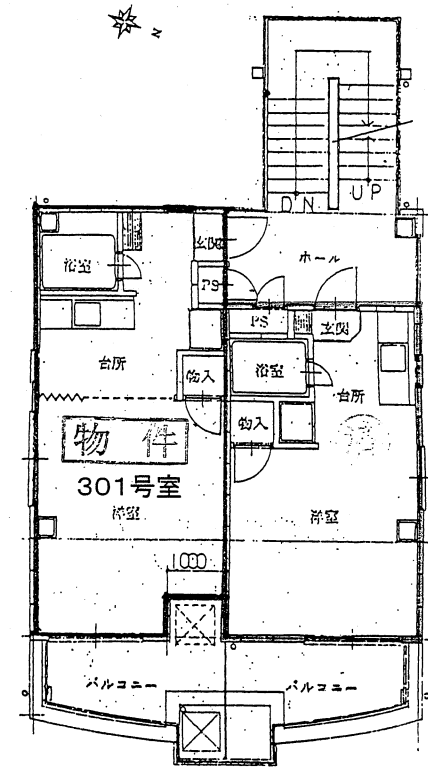 N
DN UP
玄関
ホール
浴室
PS
PS
玄関
台所
物入
浴室
台所
物件
物入
301号室
洋室
洋室
1000
バルコニー
バルコニー